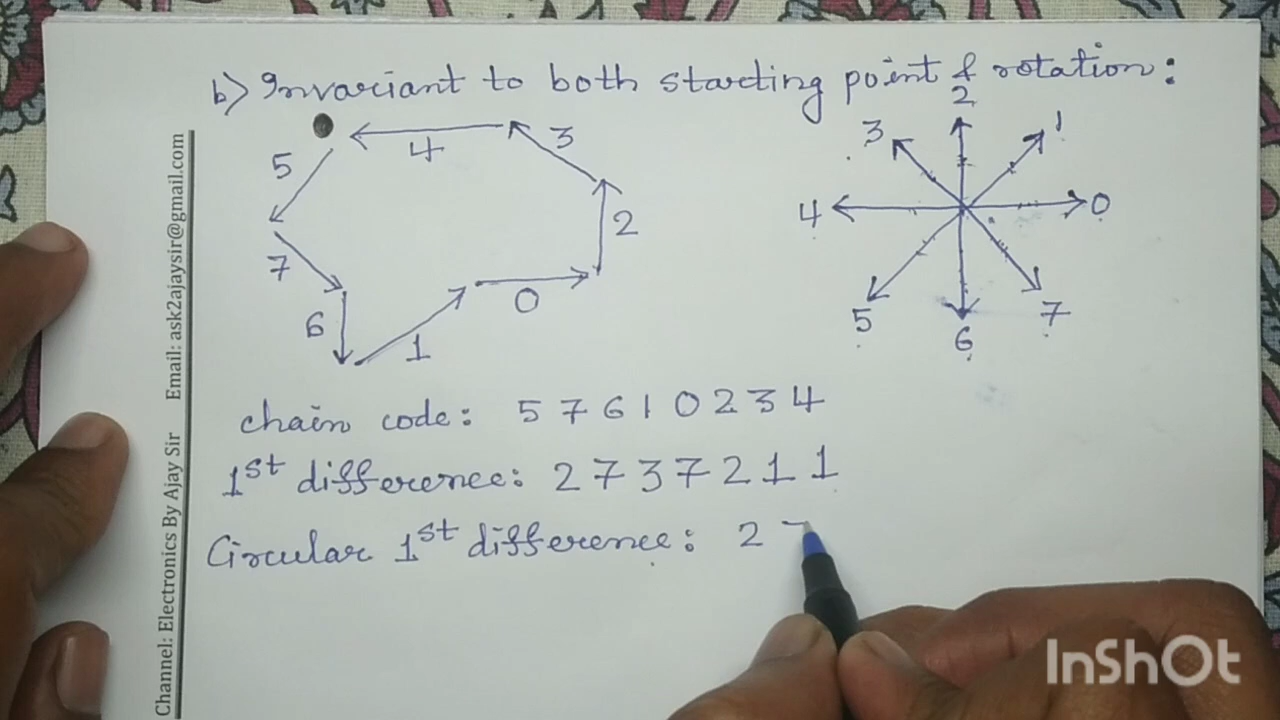 b) Invariant to both starting point & rotation:
4
3
5
2
7
6
1
0
2
3
1
4
0
5
7
6
chain code: 5 7 6 1 0 2 3 4
1st difference: 2 7 3 7 2 1 1
Circular 1st difference: 2 7
Channel: Electronics By Ajay Sir Email: ask2ajaysir@gmail.com
InShOt